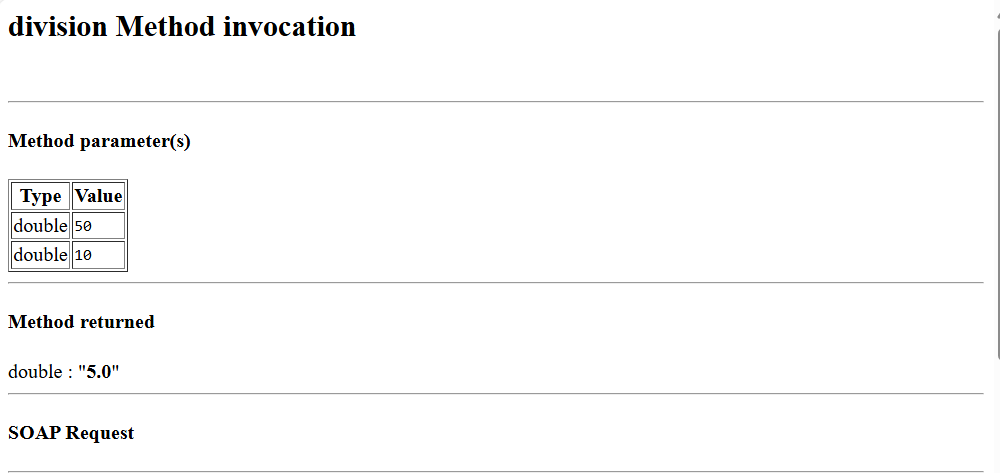 division Method invocation
Method parameter(s)
Type Value
double 50
double 10
Method returned
double : "5.0"
SOAP Request